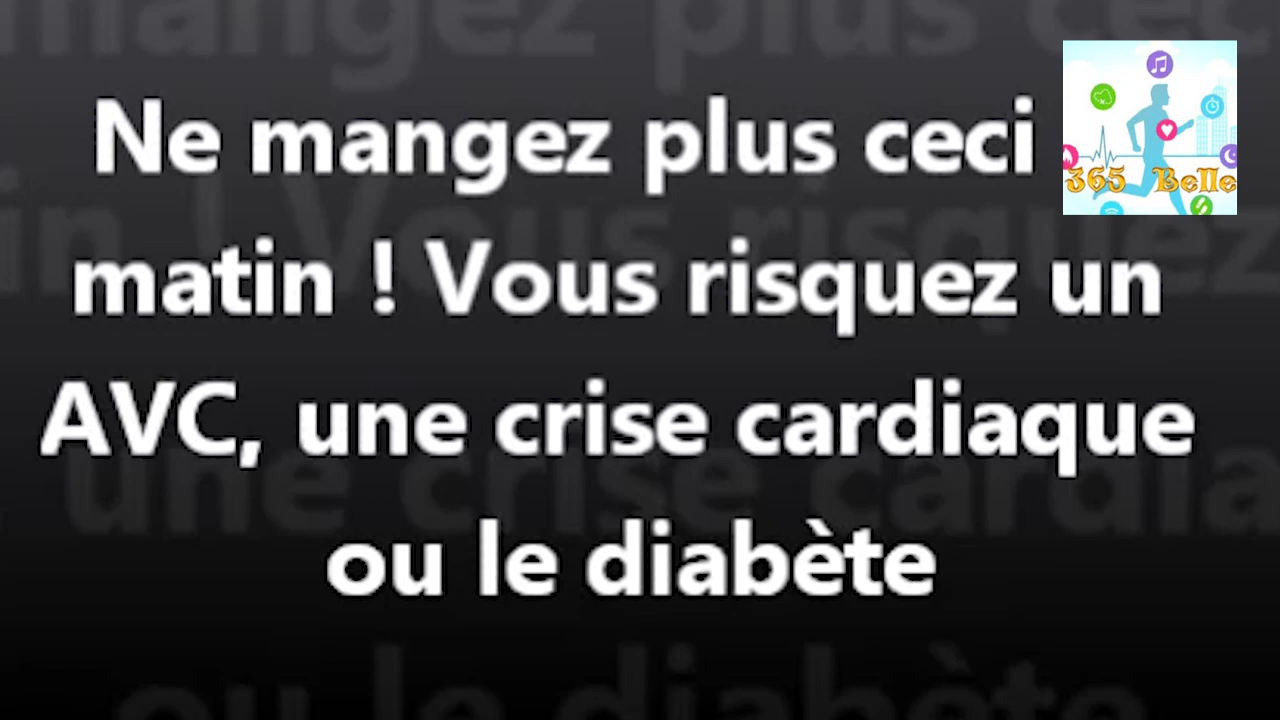 Ne mangez plus ceci
matin ! Vous risquez un
AVC, une crise cardiaque
ou le diabète
365 Belle